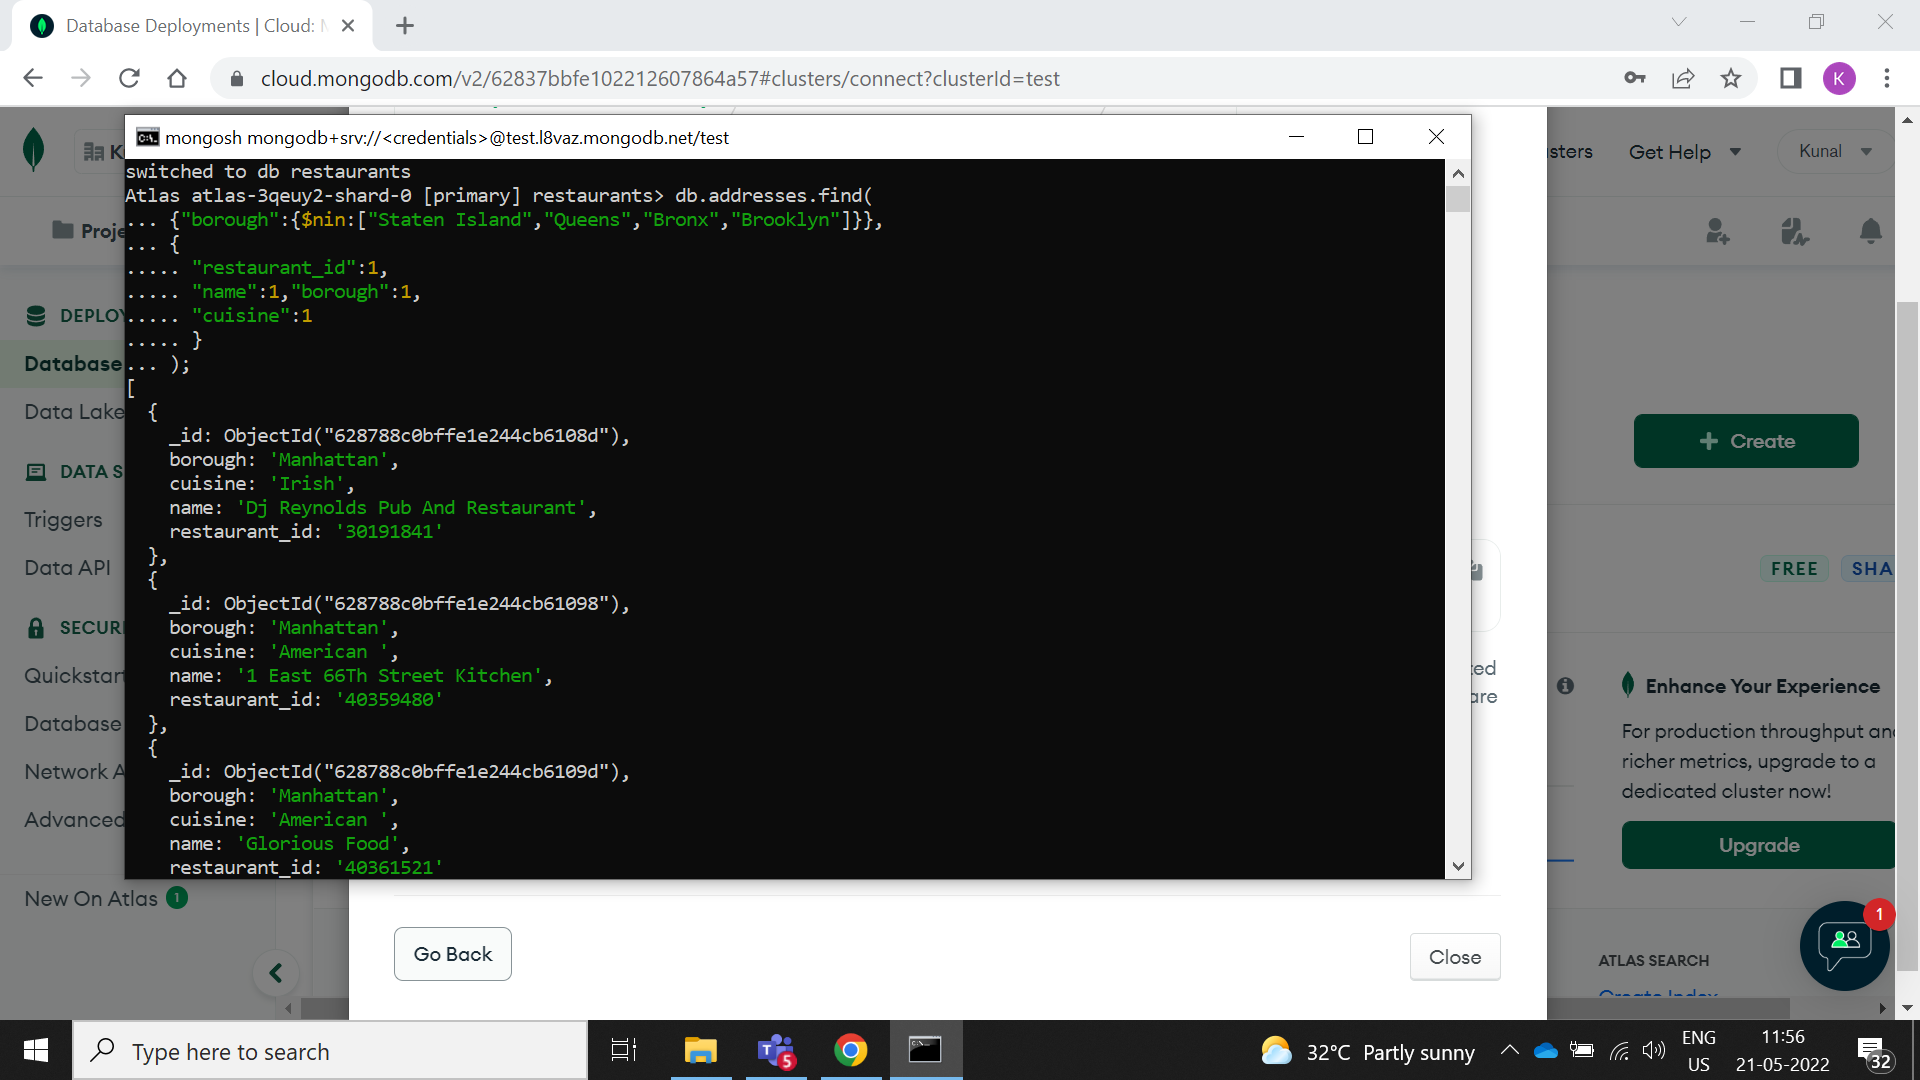 Database Deployments | Cloud: M
cloud.mongodb.com/v2/62837bbfe102212607864a57#clusters/connect?clusterId=test
K
mongosh mongodb+srv://<credentials>@test.l8vaz.mongodb.net/test
switched to db restaurants
Atlas atlas-3qeuy2-shard-0 [primary] restaurants> db.addresses.find(
... {"borough":{$nin:["Staten Island","Queens","Bronx","Brooklyn"]}},
... {
..... "restaurant_id":1,
..... "name":1,"borough":1,
..... "cuisine":1
..... }
... );
[
  {
    _id: ObjectId("628788c0bffe1e244cb6108d"),
    borough: 'Manhattan',
    cuisine: 'Irish',
    name: 'Dj Reynolds Pub And Restaurant',
    restaurant_id: '30191841'
  },
  {
    _id: ObjectId("628788c0bffe1e244cb61098"),
    borough: 'Manhattan',
    cuisine: 'American ',
    name: '1 East 66Th Street Kitchen',
    restaurant_id: '40359480'
  },
  {
    _id: ObjectId("628788c0bffe1e244cb6109d"),
    borough: 'Manhattan',
    cuisine: 'American ',
    name: 'Glorious Food',
    restaurant_id: '40361521'
K
Proje
DEPLOY
Database
Data Lake
DATA S
Triggers
Data API
SECURI
Quickstart
Database
Network A
Advanced
New On Atlas 1
sters
Get Help
Kunal
+ Create
FREE
SHA
ted
are
Enhance Your Experience
For production throughput an
richer metrics, upgrade to a
dedicated cluster now!
Upgrade
1
ATLAS SEARCH
Create Index
Go Back
Close
Type here to search
5
32°C Partly sunny
ENG
US
11:56
21-05-2022
32